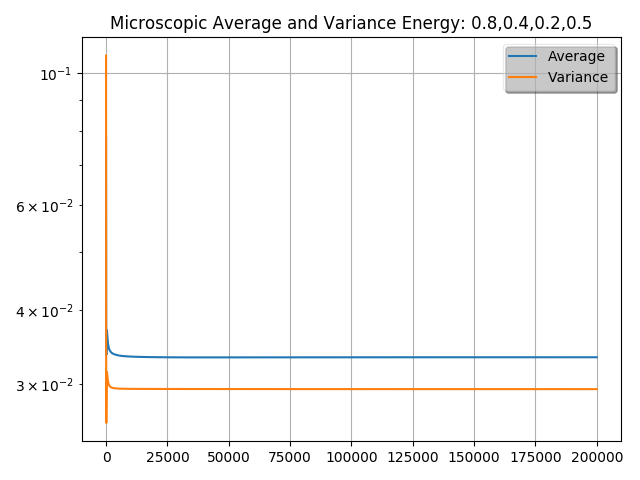 Microscopic Average and Variance Energy: 0.8,0.4,0.2,0.5
Average
Variance
10⁻¹
6 × 10⁻²
4 × 10⁻²
3 × 10⁻²
0 25000 50000 75000 100000 125000 150000 175000 200000